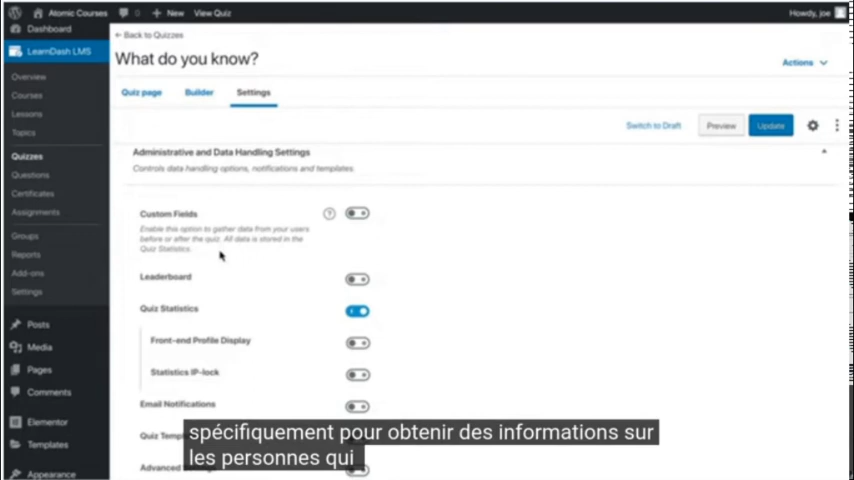 Atomic Courses
0
New
View Quiz
Howdy, joe
Dashboard
LearnDash LMS
Overview
Courses
Lessons
Topics
Quizzes
Questions
Certificates
Assignments
Groups
Reports
Add-ons
Settings
Posts
Media
Pages
Comments
Elementor
Templates
Appearance
← Back to Quizzes
What do you know?
Actions
Quiz page
Builder
Settings
Switch to Draft
Preview
Update
Administrative and Data Handling Settings
Controls data handling options, notifications and templates
Custom Fields
Enable this option to gather data from your users
before or after the quiz. All data is stored in the
Quiz Statistics.
Leaderboard
Quiz Statistics
Front-end Profile Display
Statistics IP-lock
Email Notifications
Quiz
Advanced
spécifiquement pour obtenir des informations sur
les personnes qui